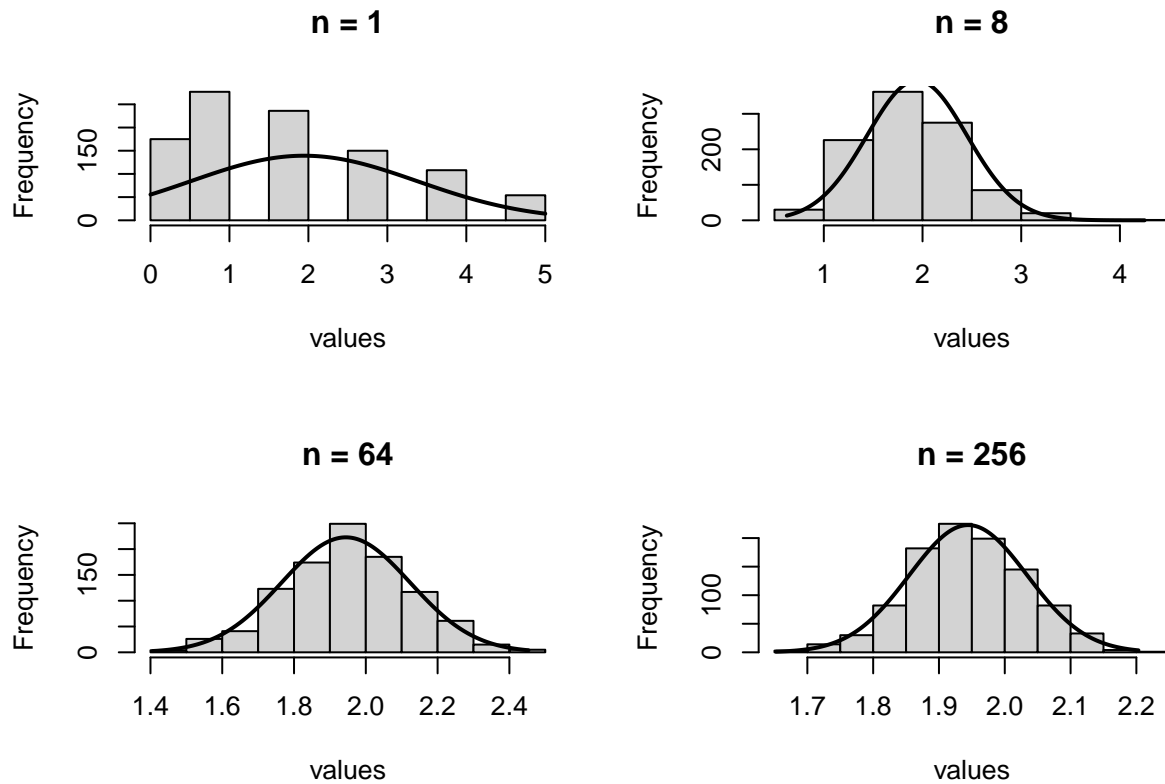 n = 1
Frequency
0
150
0 1 2 3 4 5
values
n = 8
Frequency
0
200
1 2 3 4
values
n = 64
Frequency
0
150
1.4 1.6 1.8 2.0 2.2 2.4
values
n = 256
Frequency
0
100
1.7 1.8 1.9 2.0 2.1 2.2
values